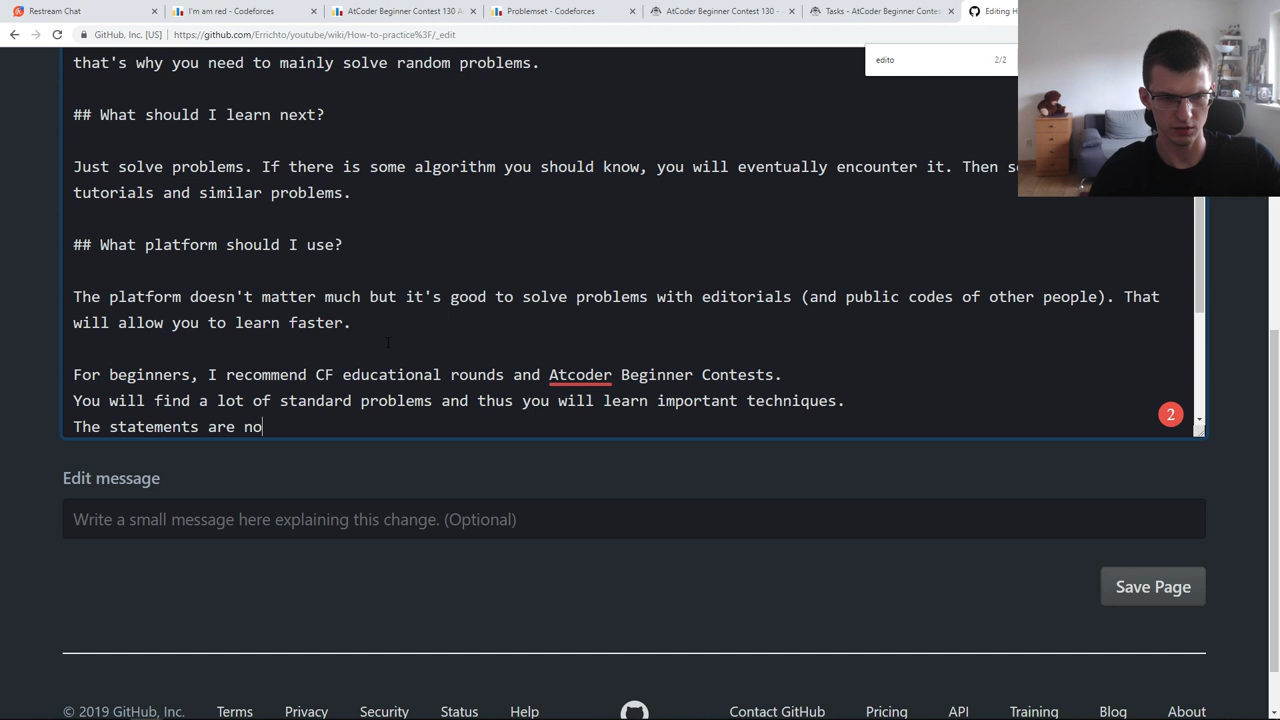 Restream Chat
I'm am red - Codeforces
AtCoder Beginner Contest 130 A
Problemset - Codeforces
AtCoder Beginner Contest 130 -
Tasks - AtCoder Beginner Contes
Editing H
GitHub, Inc. [US]
https://github.com/Errichto/youtube/wiki/How-to-practice%3F/_edit
edito
2/2
that's why you need to mainly solve random problems.
## What should I learn next?
Just solve problems. If there is some algorithm you should know, you will eventually encounter it. Then s
tutorials and similar problems.
## What platform should I use?
The platform doesn't matter much but it's good to solve problems with editorials (and public codes of other people). That
will allow you to learn faster.
For beginners, I recommend CF educational rounds and Atcoder Beginner Contests.
You will find a lot of standard problems and thus you will learn important techniques.
The statements are no
2
Edit message
Write a small message here explaining this change. (Optional)
Save Page
© 2019 GitHub, Inc.
Terms
Privacy
Security
Status
Help
Contact GitHub
Pricing
API
Training
Blog
About